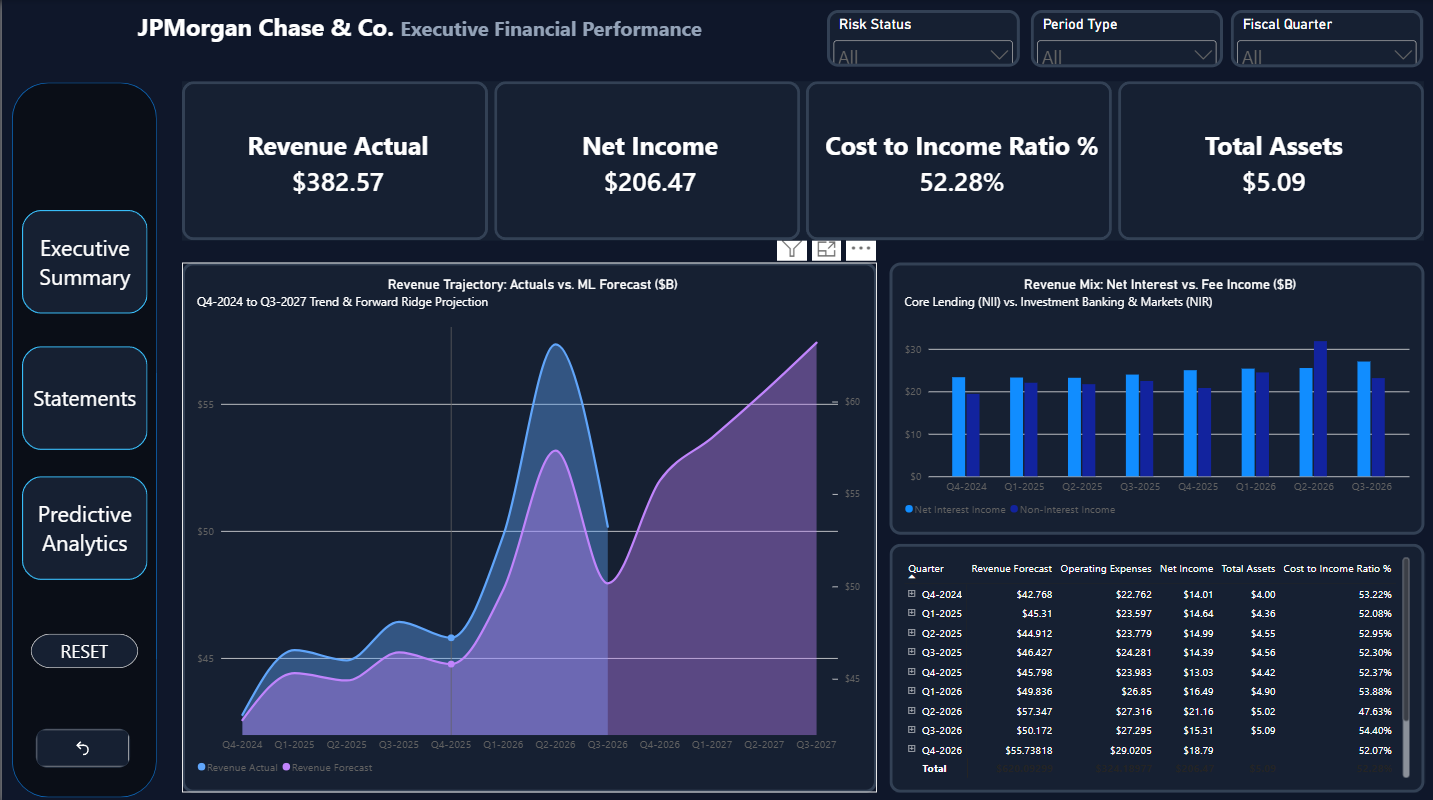 JPMorgan Chase & Co. Executive Financial Performance
Risk Status
All
Period Type
All
Fiscal Quarter
All
Executive
Summary
Statements
Predictive
Analytics
RESET
Revenue Actual
$382.57
Net Income
$206.47
Cost to Income Ratio %
52.28%
Total Assets
$5.09
Revenue Trajectory: Actuals vs. ML Forecast ($B)
Q4-2024 to Q3-2027 Trend & Forward Ridge Projection
$55
$50
$45
$60
$55
$50
$45
Q4-2024 Q1-2025 Q2-2025 Q3-2025 Q4-2025 Q1-2026 Q2-2026 Q3-2026 Q4-2026 Q1-2027 Q2-2027 Q3-2027
Revenue Actual Revenue Forecast
Revenue Mix: Net Interest vs. Fee Income ($B)
Core Lending (NII) vs. Investment Banking & Markets (NIR)
$30
$20
$10
$0
Q4-2024 Q1-2025 Q2-2025 Q3-2025 Q4-2025 Q1-2026 Q2-2026 Q3-2026
Net Interest Income Non-Interest Income
Quarter Revenue Forecast Operating Expenses Net Income Total Assets Cost to Income Ratio %
Q4-2024 $42.768 $22.762 $14.01 $4.00 53.22%
Q1-2025 $45.31 $23.597 $14.64 $4.36 52.08%
Q2-2025 $44.912 $23.779 $14.99 $4.55 52.95%
Q3-2025 $46.427 $24.281 $14.39 $4.56 52.30%
Q4-2025 $45.798 $23.983 $13.03 $4.42 52.37%
Q1-2026 $49.836 $26.85 $16.49 $4.90 53.88%
Q2-2026 $57.347 $27.316 $21.16 $5.02 47.63%
Q3-2026 $50.172 $27.295 $15.31 $5.09 54.40%
Q4-2026 $55.73818 $29.0205 $18.79 52.07%
Total